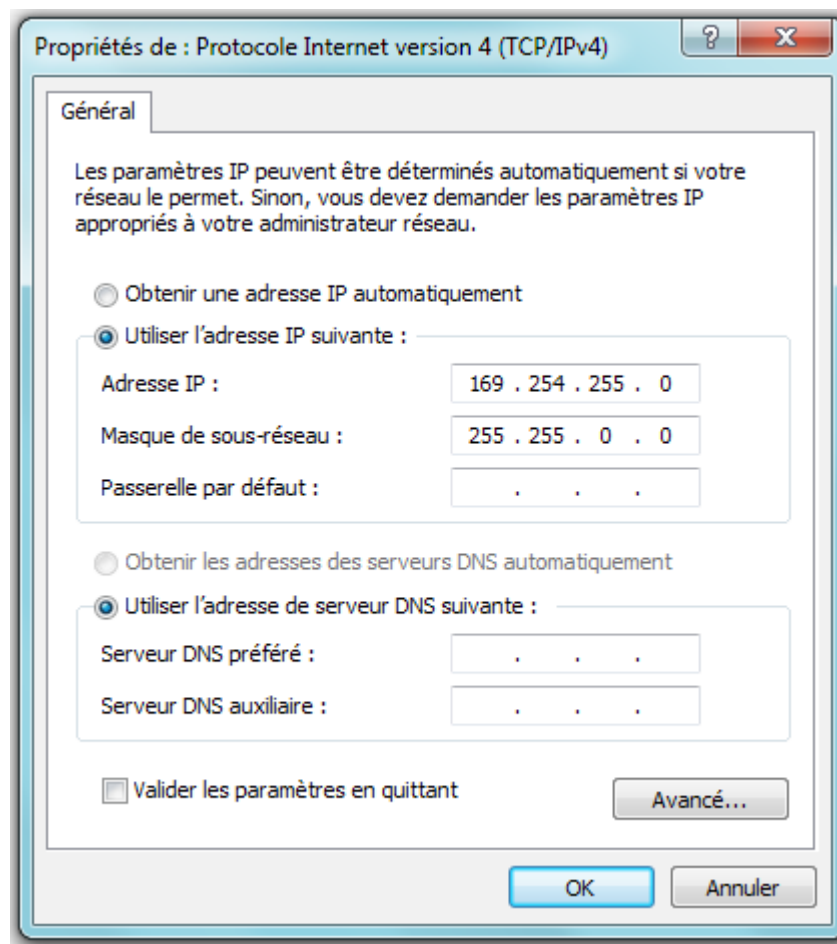 Propriétés de : Protocole Internet version 4 (TCP/IPv4)
?
Général
Les paramètres IP peuvent être déterminés automatiquement si votre
réseau le permet. Sinon, vous devez demander les paramètres IP
appropriés à votre administrateur réseau.
Obtenir une adresse IP automatiquement
Utiliser l'adresse IP suivante :
Adresse IP : 169 . 254 . 255 . 0
Masque de sous-réseau : 255 . 255 . 0 . 0
Passerelle par défaut : . . .
Obtenir les adresses des serveurs DNS automatiquement
Utiliser l'adresse de serveur DNS suivante :
Serveur DNS préféré : . . .
Serveur DNS auxiliaire : . . .
Valider les paramètres en quittant
Avancé...
OK Annuler